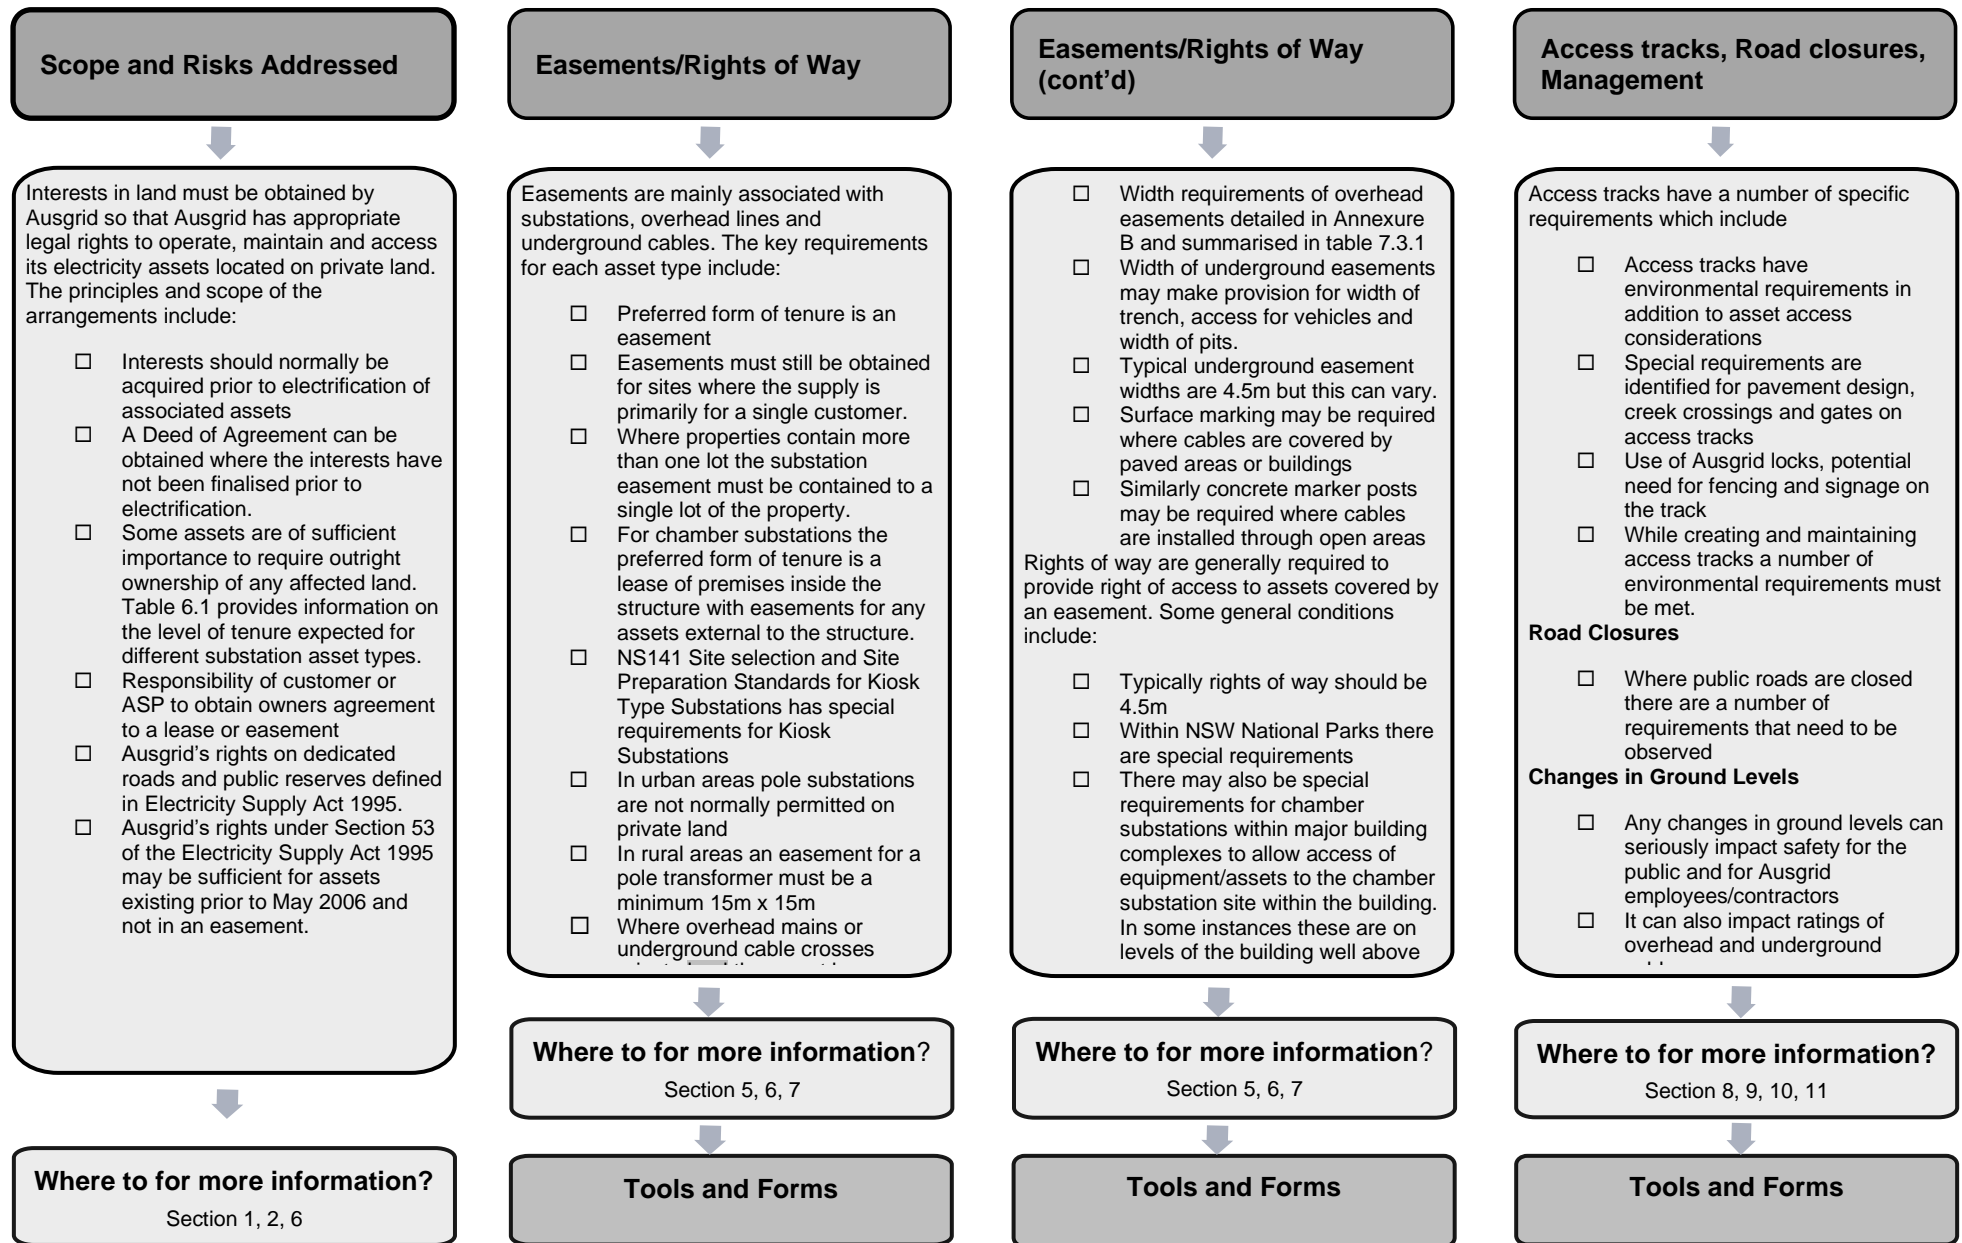 Scope and Risks Addressed
Interests in land must be obtained by
Ausgrid so that Ausgrid has appropriate
legal rights to operate, maintain and access
its electricity assets located on private land.
The principles and scope of the
arrangements include:
☐ Interests should normally be
acquired prior to electrification of
associated assets
☐ A Deed of Agreement can be
obtained where the interests have
not been finalised prior to
electrification.
☐ Some assets are of sufficient
importance to require outright
ownership of any affected land.
Table 6.1 provides information on
the level of tenure expected for
different substation asset types.
☐ Responsibility of customer or
ASP to obtain owners agreement
to a lease or easement
☐ Ausgrid's rights on dedicated
roads and public reserves defined
in Electricity Supply Act 1995.
☐ Ausgrid's rights under Section 53
of the Electricity Supply Act 1995
may be sufficient for assets
existing prior to May 2006 and
not in an easement.
Where to for more information?
Section 1, 2, 6
Easements/Rights of Way
Easements are mainly associated with
substations, overhead lines and
underground cables. The key requirements
for each asset type include:
☐ Preferred form of tenure is an
easement
☐ Easements must still be obtained
for sites where the supply is
primarily for a single customer.
☐ Where properties contain more
than one lot the substation
easement must be contained to a
single lot of the property.
☐ For chamber substations the
preferred form of tenure is a
lease of premises inside the
structure with easements for any
assets external to the structure.
☐ NS141 Site selection and Site
Preparation Standards for Kiosk
Type Substations has special
requirements for Kiosk
Substations
☐ In urban areas pole substations
are not normally permitted on
private land
☐ In rural areas an easement for a
pole transformer must be a
minimum 15m x 15m
☐ Where overhead mains or
underground cable crosses
Where to for more information?
Section 5, 6, 7
Tools and Forms
Easements/Rights of Way
(cont'd)
☐ Width requirements of overhead
easements detailed in Annexure
B and summarised in table 7.3.1
☐ Width of underground easements
may make provision for width of
trench, access for vehicles and
width of pits.
☐ Typical underground easement
widths are 4.5m but this can vary.
☐ Surface marking may be required
where cables are covered by
paved areas or buildings
☐ Similarly concrete marker posts
may be required where cables
are installed through open areas
Rights of way are generally required to
provide right of access to assets covered by
an easement. Some general conditions
include:
☐ Typically rights of way should be
4.5m
☐ Within NSW National Parks there
are special requirements
☐ There may also be special
requirements for chamber
substations within major building
complexes to allow access of
equipment/assets to the chamber
substation site within the building.
In some instances these are on
levels of the building well above
Where to for more information?
Section 5, 6, 7
Tools and Forms
Access tracks, Road closures,
Management
Access tracks have a number of specific
requirements which include
☐ Access tracks have
environmental requirements in
addition to asset access
considerations
☐ Special requirements are
identified for pavement design,
creek crossings and gates on
access tracks
☐ Use of Ausgrid locks, potential
need for fencing and signage on
the track
☐ While creating and maintaining
access tracks a number of
environmental requirements must
be met.
Road Closures
☐ Where public roads are closed
there are a number of
requirements that need to be
observed
Changes in Ground Levels
☐ Any changes in ground levels can
seriously impact safety for the
public and for Ausgrid
employees/contractors
☐ It can also impact ratings of
overhead and underground
Where to for more information?
Section 8, 9, 10, 11
Tools and Forms